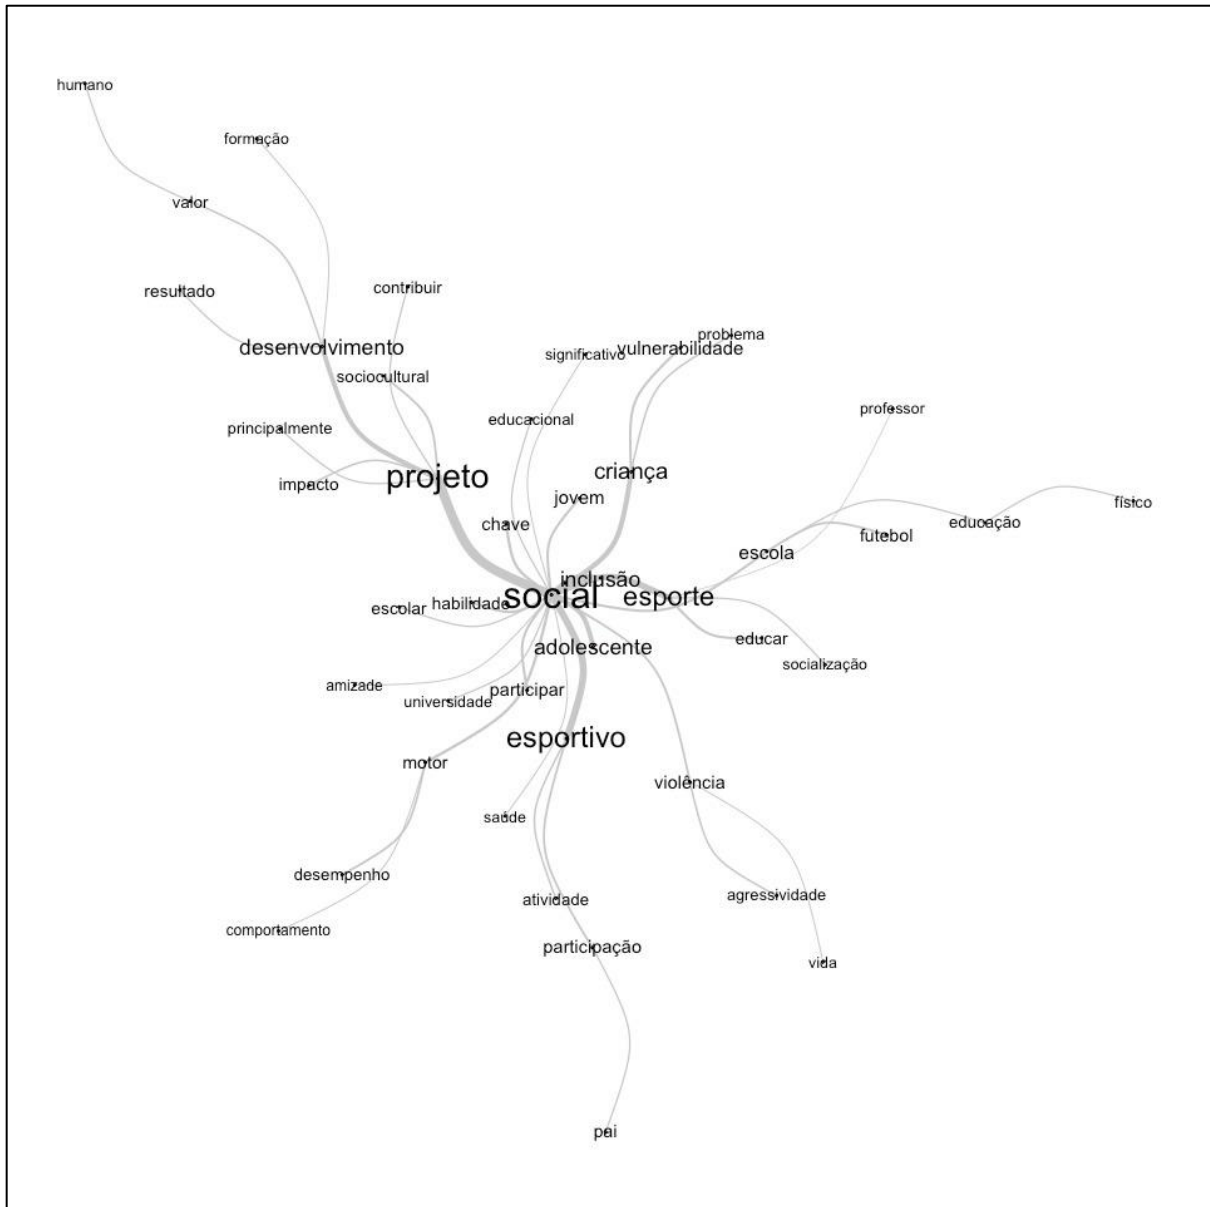 humano
formação
valor
contribuir
resultado
problema
desenvolvimento
vulnerabilidade
significativo
sociocultural
professor
educacional
principalmente
criança
projeto
impacto
jovem
físico
chave
educação
futebol
escola
inclusão
social
esporte
habilidade
escolar
educar
adolescente
socialização
amizade
participar
universidade
esportivo
motor
violência
saúde
desempenho
agressividade
atividade
comportamento
participação
vida
pai